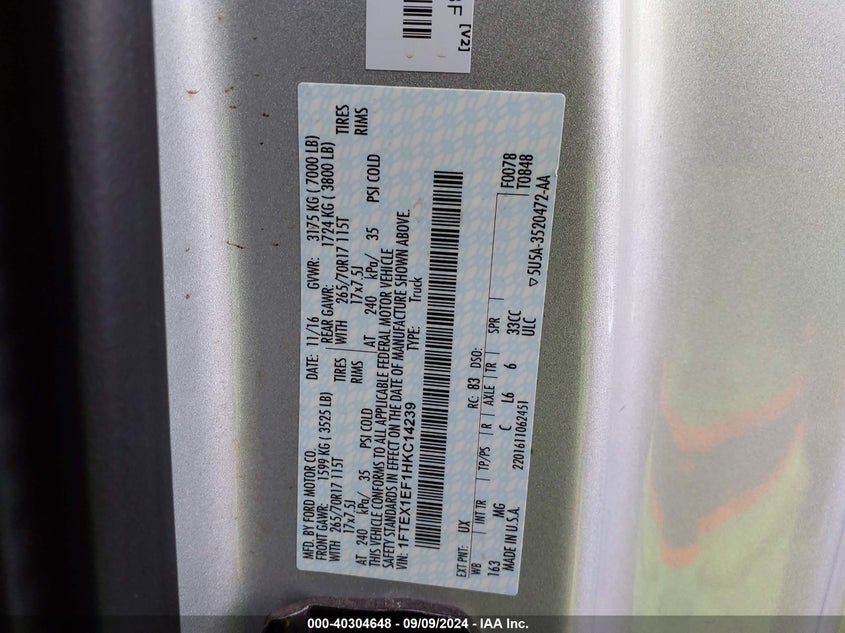 3F
[V2]
MFD. BY FORD MOTOR CO.
DATE: 11/16 GVWR: 3175 KG ( 7000 LB)
FRONT GAWR: 1599 KG ( 3525 LB) REAR GAWR: 1724 KG ( 3800 LB)
WITH 265/70R17 115T TIRES WITH 265/70R17 115T TIRES
17x7.5J RIMS 17x7.5J RIMS
AT 240 kPa/ 35 PSI COLD AT 240 kPa/ 35 PSI COLD
THIS VEHICLE CONFORMS TO ALL APPLICABLE FEDERAL MOTOR VEHICLE
SAFETY STANDARDS IN EFFECT ON THE DATE OF MANUFACTURE SHOWN ABOVE.
VIN: 1FTEX1EF1HKC14239 TYPE: Truck
EXT PNT: UX RC: 83 DSO: F0078
T0848
WB INT TR TP/PS R AXLE TR SPR
163 MG C L6 6 33CC
ULC
MADE IN U.S.A. 2201611062451 ▽5U5A-3520472-AA
000-40304648 - 09/09/2024 - IAA Inc.